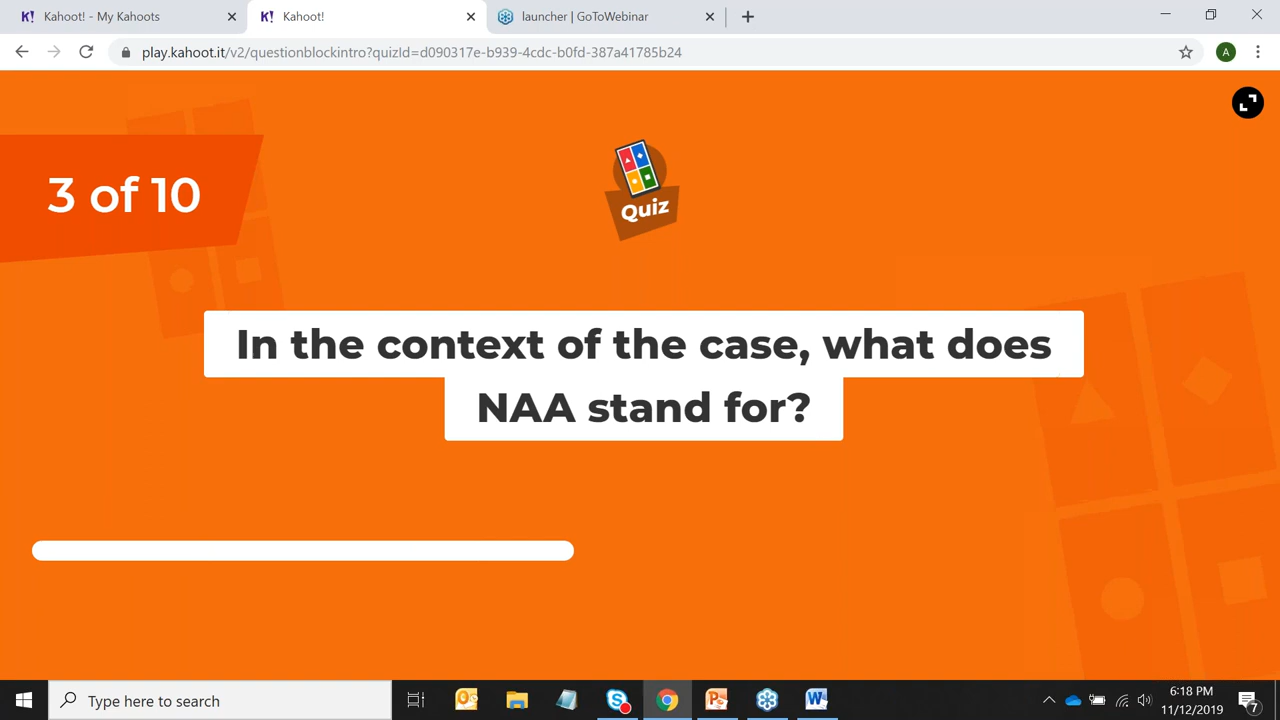 Kahoot! - My Kahoots
Kahoot!
launcher | GoToWebinar
play.kahoot.it/v2/questionblockintro?quizId=d090317e-b939-4cdc-b0fd-387a41785b24
A
3 of 10
Quiz
In the context of the case, what does
NAA stand for?
Type here to search
6:18 PM
11/12/2019
7